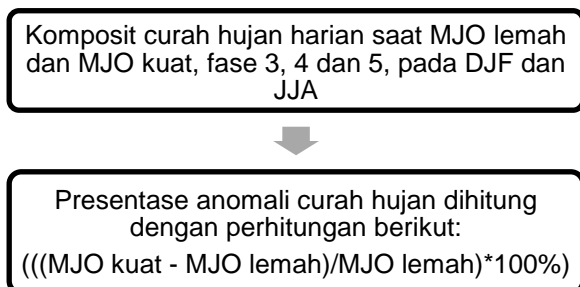 Komposit curah hujan harian saat MJO lemah
dan MJO kuat, fase 3, 4 dan 5, pada DJF dan
JJA
Presentase anomali curah hujan dihitung
dengan perhitungan berikut:
(((MJO kuat - MJO lemah)/MJO lemah)*100%)